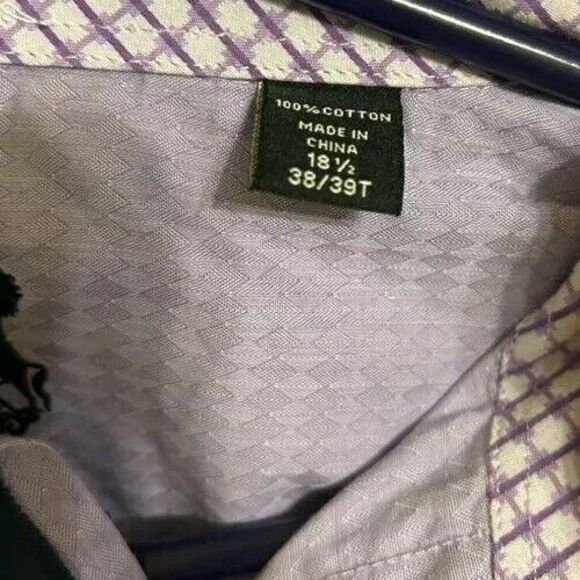 100% COTTON
MADE IN
CHINA
18 ½
38/39T